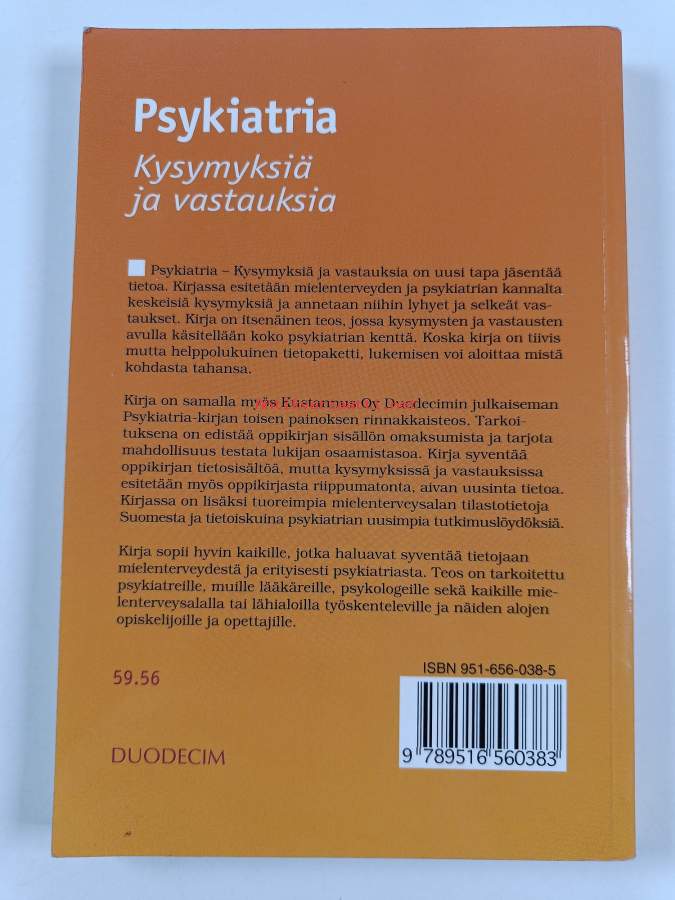 Psykiatria
Kysymyksiä
ja vastauksia
Psykiatria – Kysymyksiä ja vastauksia on uusi tapa jäsentää
tietoa. Kirjassa esitetään mielenterveyden ja psykiatrian kannalta
keskeisiä kysymyksiä ja annetaan niihin lyhyet ja selkeät vas-
taukset. Kirja on itsenäinen teos, jossa kysymysten ja vastausten
avulla käsitellään koko psykiatrian kenttä. Koska kirja on tiivis
mutta helppolukuinen tietopaketti, lukemisen voi aloittaa mistä
kohdasta tahansa.
Kirja on samalla myös Kustannus Oy Duodecimin julkaiseman
Psykiatria-kirjan toisen painoksen rinnakkaisteos. Tarkoi-
tuksena on edistää oppikirjan sisällön omaksumista ja tarjota
mahdollisuus testata lukijan osaamistasoa. Kirja syventää
oppikirjan tietosisältöä, mutta kysymyksissä ja vastauksissa
esitetään myös oppikirjasta riippumatonta, aivan uusinta tietoa.
Kirjassa on lisäksi tuoreimpia mielenterveysalan tilastotietoja
Suomesta ja tietoiskuina psykiatrian uusimpia tutkimuslöydöksiä.
Kirja sopii hyvin kaikille, jotka haluavat syventää tietojaan
mielenterveydestä ja erityisesti psykiatriasta. Teos on tarkoitettu
psykiatreille, muille lääkäreille, psykologeille sekä kaikille mie-
lenterveysalalla tai lähialoilla työskenteleville ja näiden alojen
opiskelijoille ja opettajille.
ISBN 951-656-038-5
59.56
9 789516 560383
DUODECIM